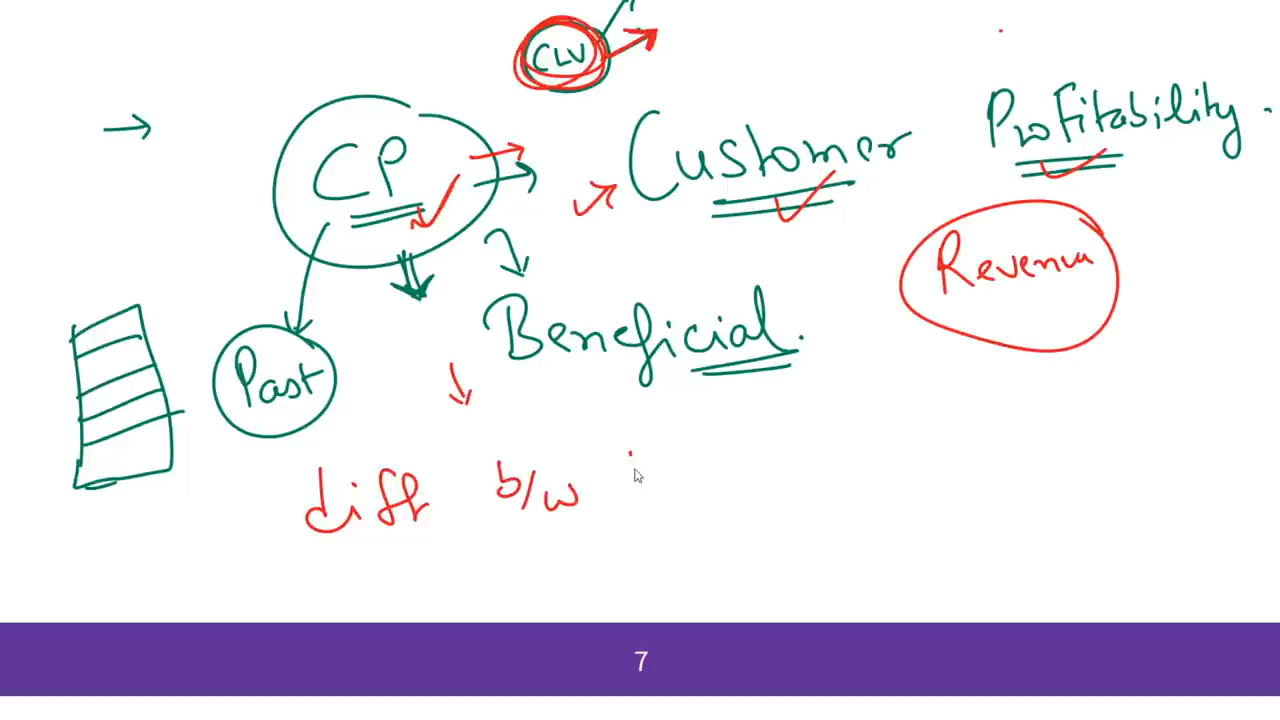 CLV
CP Customer Profitability.
Revenu
Beneficial.
Past
diff b/w
7